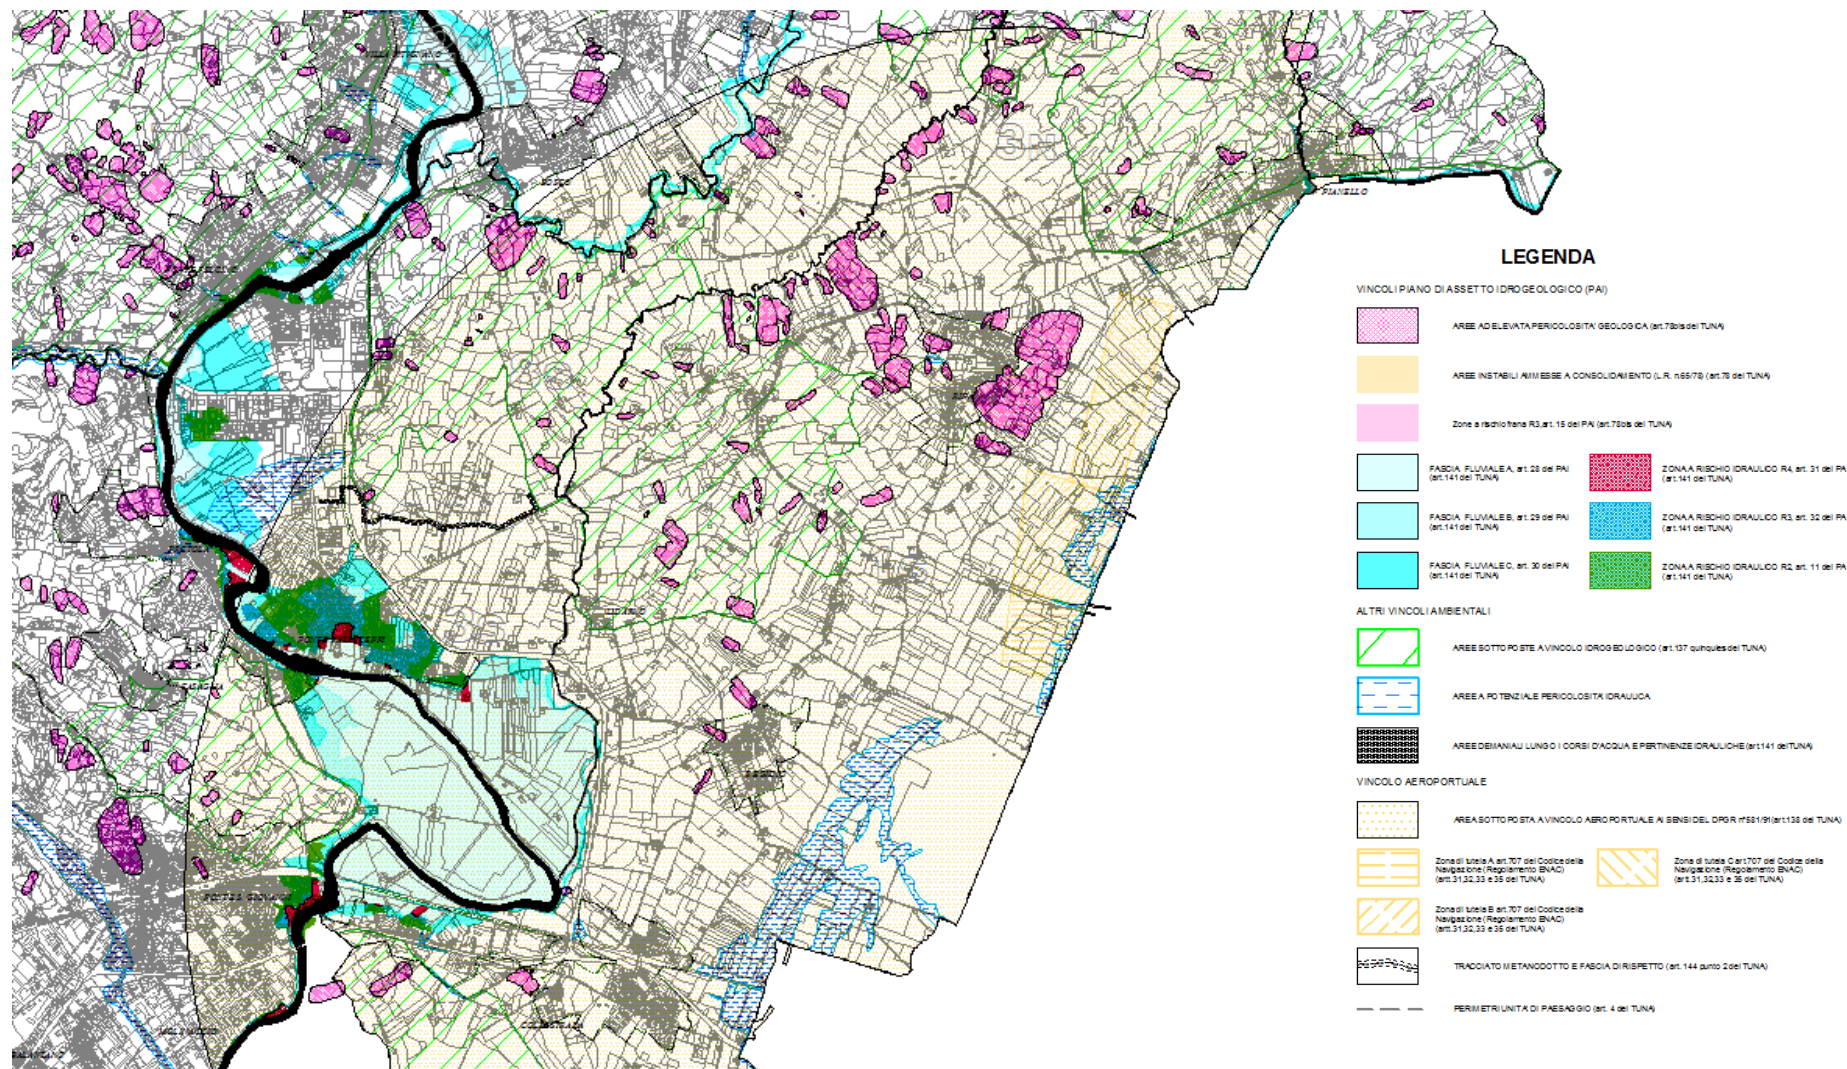 PIANELLO
LEGENDA
VINCOLI PIANO DI ASSETTO IDROGEOLOGICO (PAI)
AREE AD ELEVATA PERICOLOSITA' GEOLOGICA (art.78bis del TUNA)
AREE INSTABILI AMMESSE A CONSOLIDAMENTO (L.R. n.65/78) (art.78 del TUNA)
Zone a rischio frana R3, art. 15 del PAI (art.78bis del TUNA)
FASCIA FLUVIALE A, art. 28 del PAI
(art.141 del TUNA)
ZONA A RISCHIO IDRAULICO R4, art. 31 del PA
(art.141 del TUNA)
FASCIA FLUVIALE B, art. 29 del PAI
(art.141 del TUNA)
ZONA A RISCHIO IDRAULICO R3, art. 32 del PA
(art.141 del TUNA)
FASCIA FLUVIALE C, art. 30 del PAI
(art.141 del TUNA)
ZONA A RISCHIO IDRAULICO R2, art. 11 del PA
(art.141 del TUNA)
ALTRI VINCOLI AMBIENTALI
AREE SOTTOPOSTE A VINCOLO IDROGEOLOGICO (art.137 quinquies del TUNA)
AREE A POTENZIALE PERICOLOSITA' IDRAULICA
AREE DEMANIALI LUNGO I CORSI D'ACQUA E PERTINENZE IDRAULICHE (art.141 del TUNA)
VINCOLO AEROPORTUALE
AREA SOTTOPOSTA A VINCOLO AEROPORTUALE AI SENSI DEL DPGR n°581/91(art.138 del TUNA)
Zona di tutela A art.707 del Codice della
Navigazione (Regolamento ENAC)
(artt.31,32,33 e 35 del TUNA)
Zona di tutela C art.707 del Codice della
Navigazione (Regolamento ENAC)
(artt.31,32,33 e 35 del TUNA)
Zona di tutela B art.707 del Codice della
Navigazione (Regolamento ENAC)
(artt.31,32,33 e 35 del TUNA)
TRACCIATO METANODOTTO E FASCIA DI RISPETTO (art. 144 punto 2 del TUNA)
PERIMETRI UNITA' DI PAESAGGIO (art. 4 del TUNA)
COLLESTRADA
BALANZANO